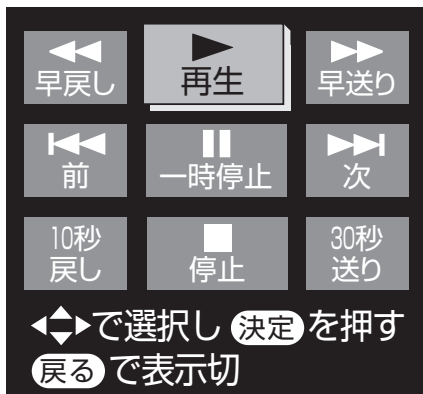 早戻し
再生
早送り
前
一時停止
次
10秒
戻し
停止
30秒
送り
で選択し 決定 を押す
戻る で表示切